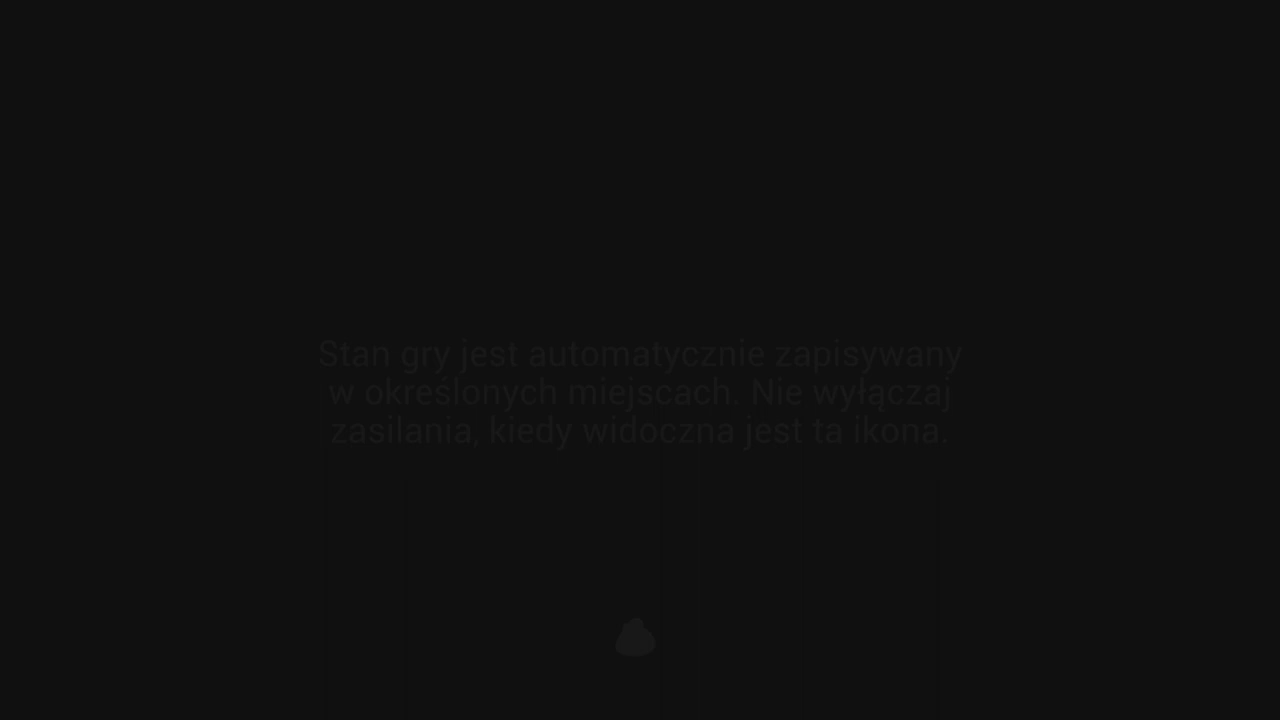 Stan gry jest automatycznie zapisywany
w określonych miejscach. Nie wyłączaj
zasilania, kiedy widoczna jest ta ikona.